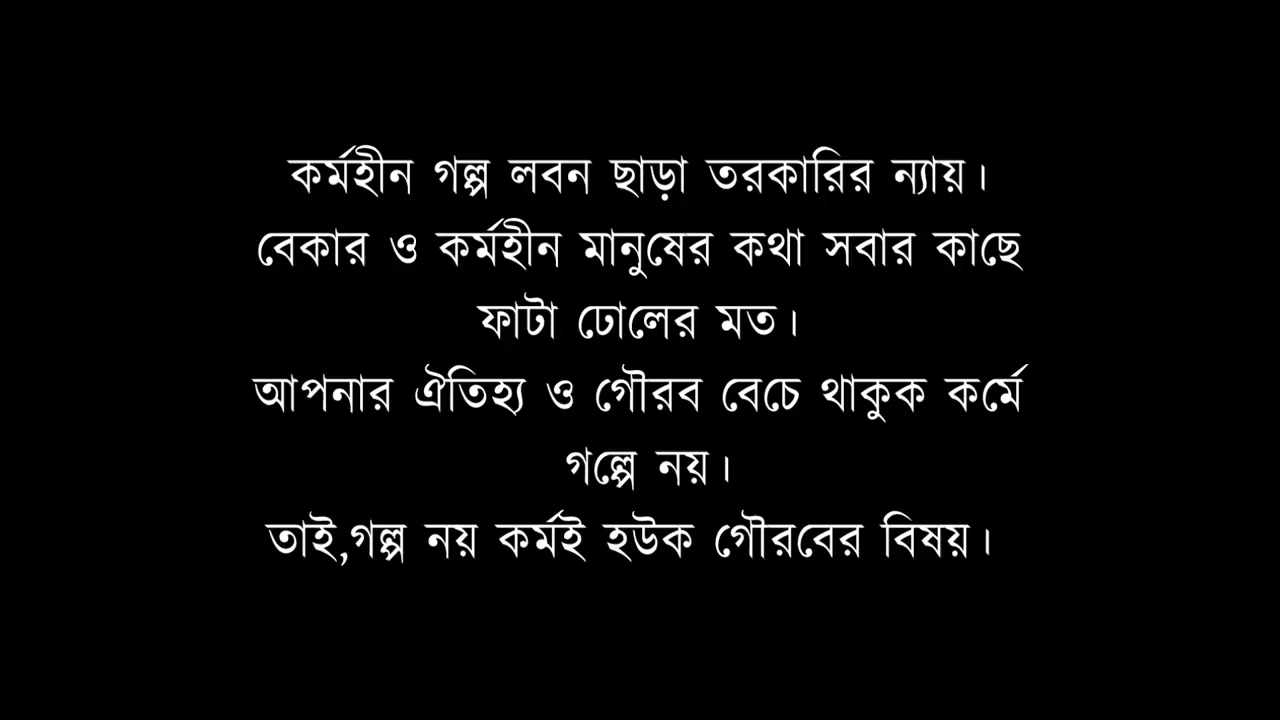 কর্মহীন গল্প লবন ছাড়া তরকারির ন্যায়।
বেকার ও কর্মহীন মানুষের কথা সবার কাছে
ফাটা ঢোলের মত।
আপনার ঐতিহ্য ও গৌরব বেচে থাকুক কর্মে
গল্পে নয়।
তাই,গল্প নয় কর্মই হউক গৌরবের বিষয়।